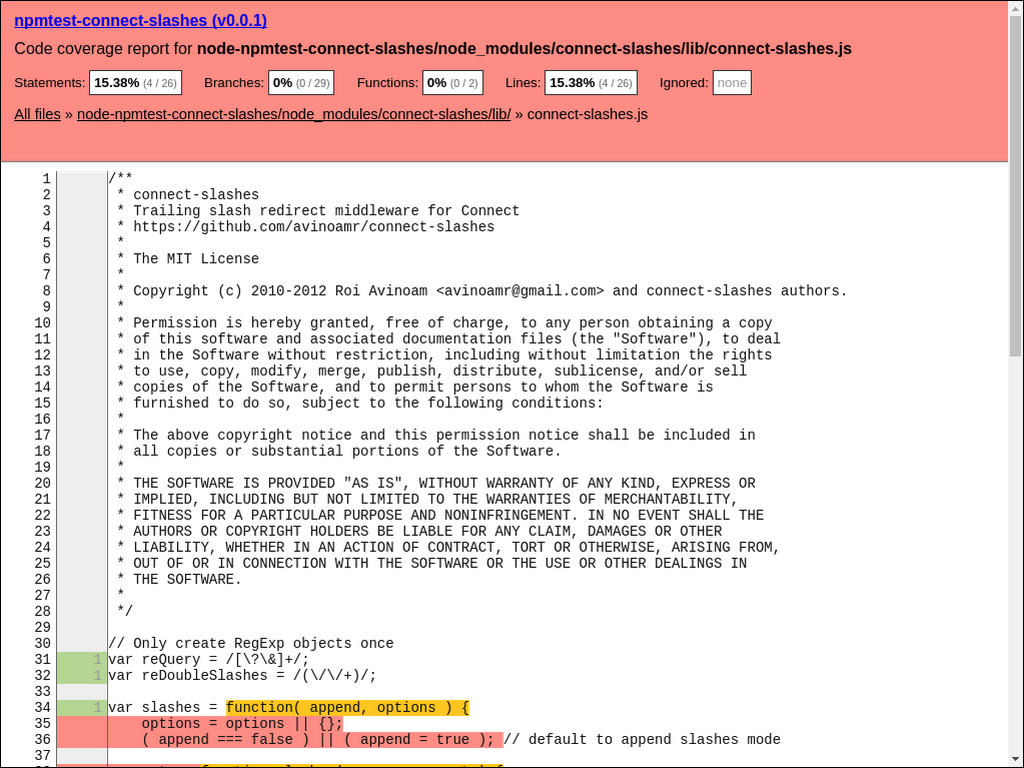 npmtest-connect-slashes (v0.0.1)
Code coverage report for node-npmtest-connect-slashes/node_modules/connect-slashes/lib/connect-slashes.js
Statements: 15.38% (4 / 26) Branches: 0% (0 / 29) Functions: 0% (0 / 2) Lines: 15.38% (4 / 26) Ignored: none
All files » node-npmtest-connect-slashes/node_modules/connect-slashes/lib/ » connect-slashes.js
1 /**
2  * connect-slashes
3  * Trailing slash redirect middleware for Connect
4  * https://github.com/avinoamr/connect-slashes
5  *
6  * The MIT License
7  *
8  * Copyright (c) 2010-2012 Roi Avinoam <avinoamr@gmail.com> and connect-slashes authors.
9  *
10  * Permission is hereby granted, free of charge, to any person obtaining a copy
11  * of this software and associated documentation files (the "Software"), to deal
12  * in the Software without restriction, including without limitation the rights
13  * to use, copy, modify, merge, publish, distribute, sublicense, and/or sell
14  * copies of the Software, and to permit persons to whom the Software is
15  * furnished to do so, subject to the following conditions:
16  *
17  * The above copyright notice and this permission notice shall be included in
18  * all copies or substantial portions of the Software.
19  *
20  * THE SOFTWARE IS PROVIDED "AS IS", WITHOUT WARRANTY OF ANY KIND, EXPRESS OR
21  * IMPLIED, INCLUDING BUT NOT LIMITED TO THE WARRANTIES OF MERCHANTABILITY,
22  * FITNESS FOR A PARTICULAR PURPOSE AND NONINFRINGEMENT. IN NO EVENT SHALL THE
23  * AUTHORS OR COPYRIGHT HOLDERS BE LIABLE FOR ANY CLAIM, DAMAGES OR OTHER
24  * LIABILITY, WHETHER IN AN ACTION OF CONTRACT, TORT OR OTHERWISE, ARISING FROM,
25  * OUT OF OR IN CONNECTION WITH THE SOFTWARE OR THE USE OR OTHER DEALINGS IN
26  * THE SOFTWARE.
27  *
28  */
29
30 // Only create RegExp objects once
31 1 var reQuery = /[\?\&]+/;
32 1 var reDoubleSlashes = /(\/\/+)/;
33
34 1 var slashes = function( append, options ) {
35     options = options || {};
36     ( append === false ) || ( append = true ); // default to append slashes mode
37